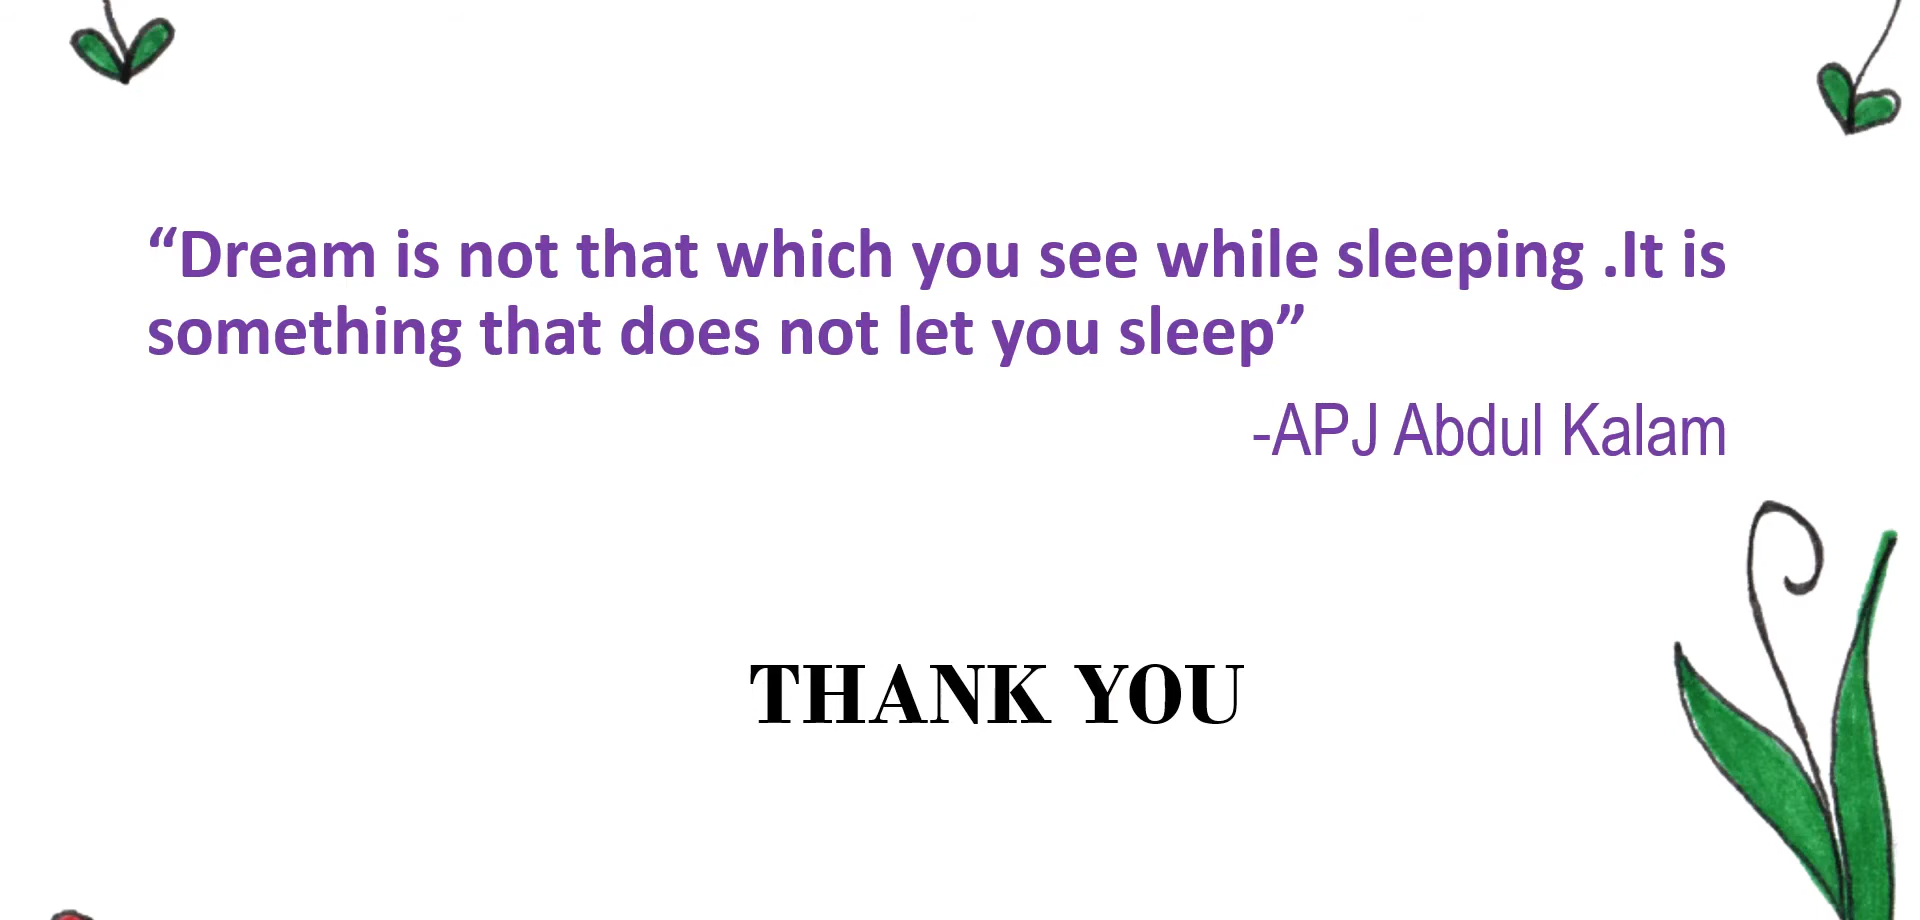 “Dream is not that which you see while sleeping .It is
something that does not let you sleep”
-APJ Abdul Kalam
THANK YOU